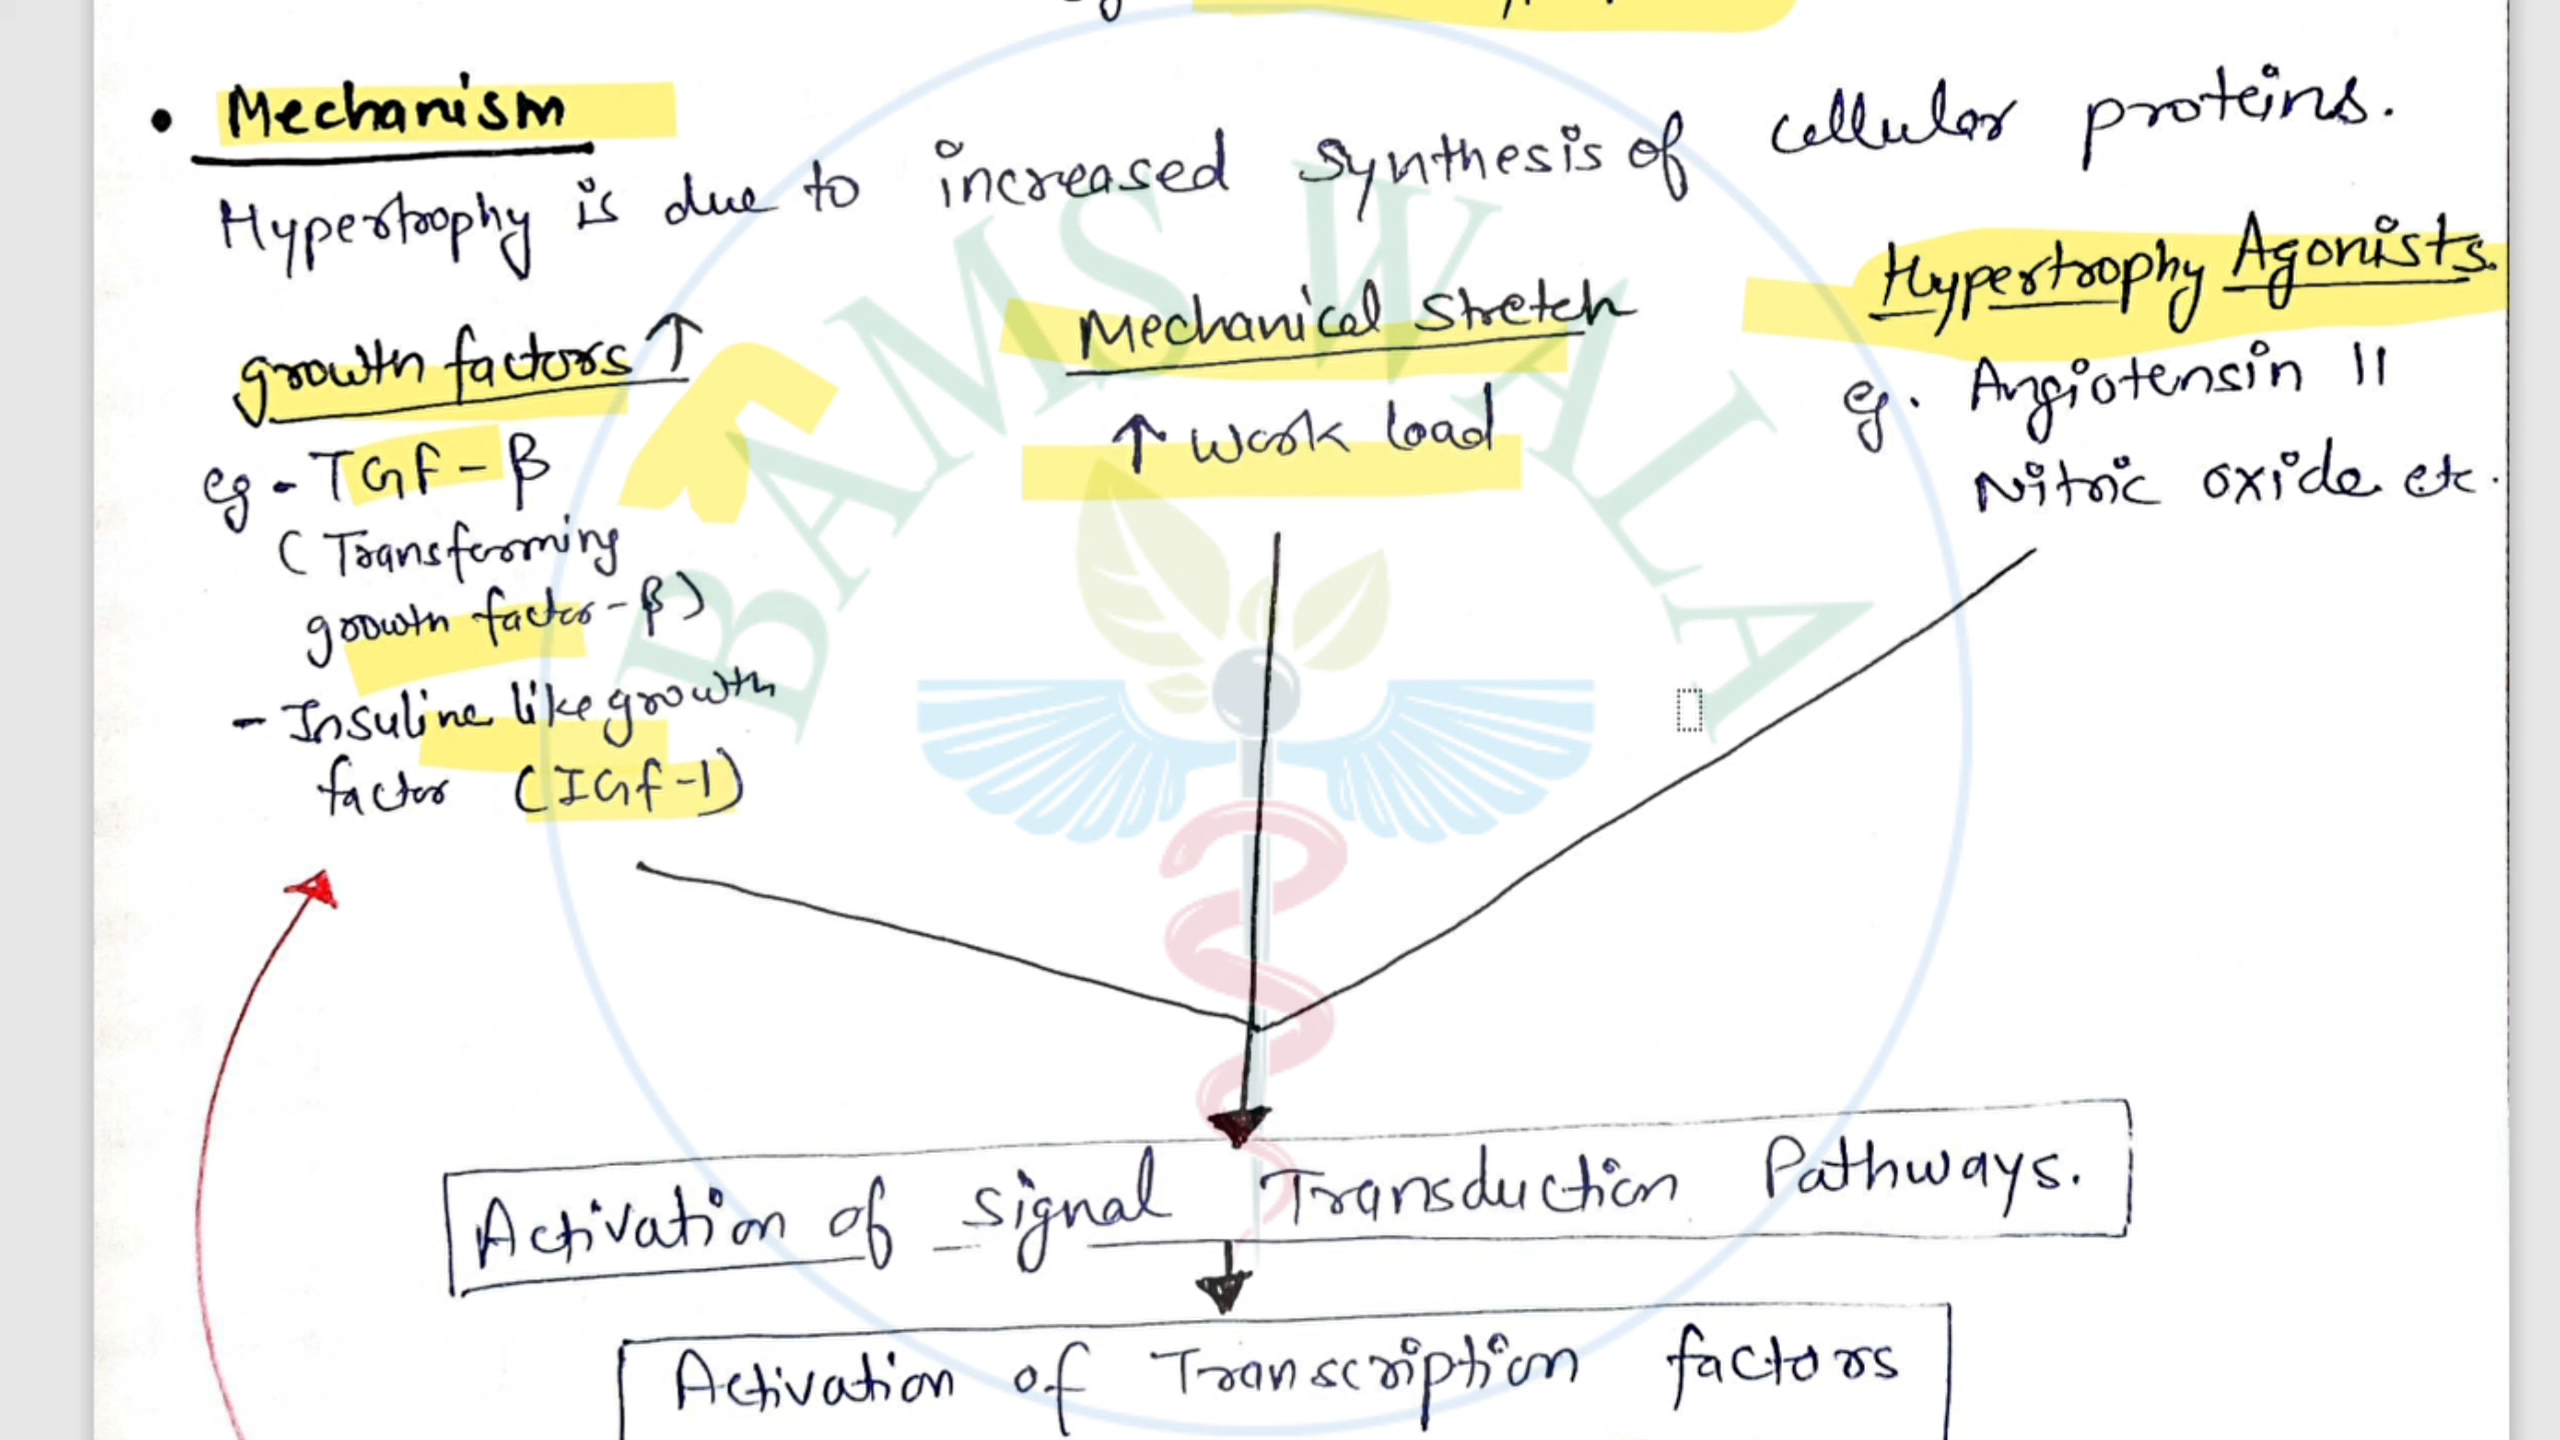 • Mechanism
Hypertrophy is due to increased synthesis of cellular proteins.
growth factors ↑
eg - TGF - β
(Transforming
growth factor - β)
- Insuline like growth
factor (IGF-1)
Mechanical Stretch
↑ work load
Hypertrophy Agonists.
eg. Angiotensin II
Nitric oxide etc.
BAMS WALA
Activation of signal Transduction Pathways.
Activation of Transcription factors